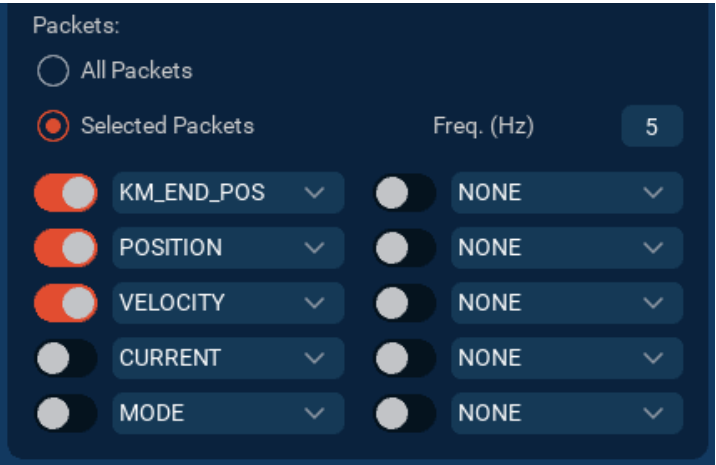 Packets:
All Packets
Selected Packets Freq. (Hz) 5
KM_END_POS NONE
POSITION NONE
VELOCITY NONE
CURRENT NONE
MODE NONE